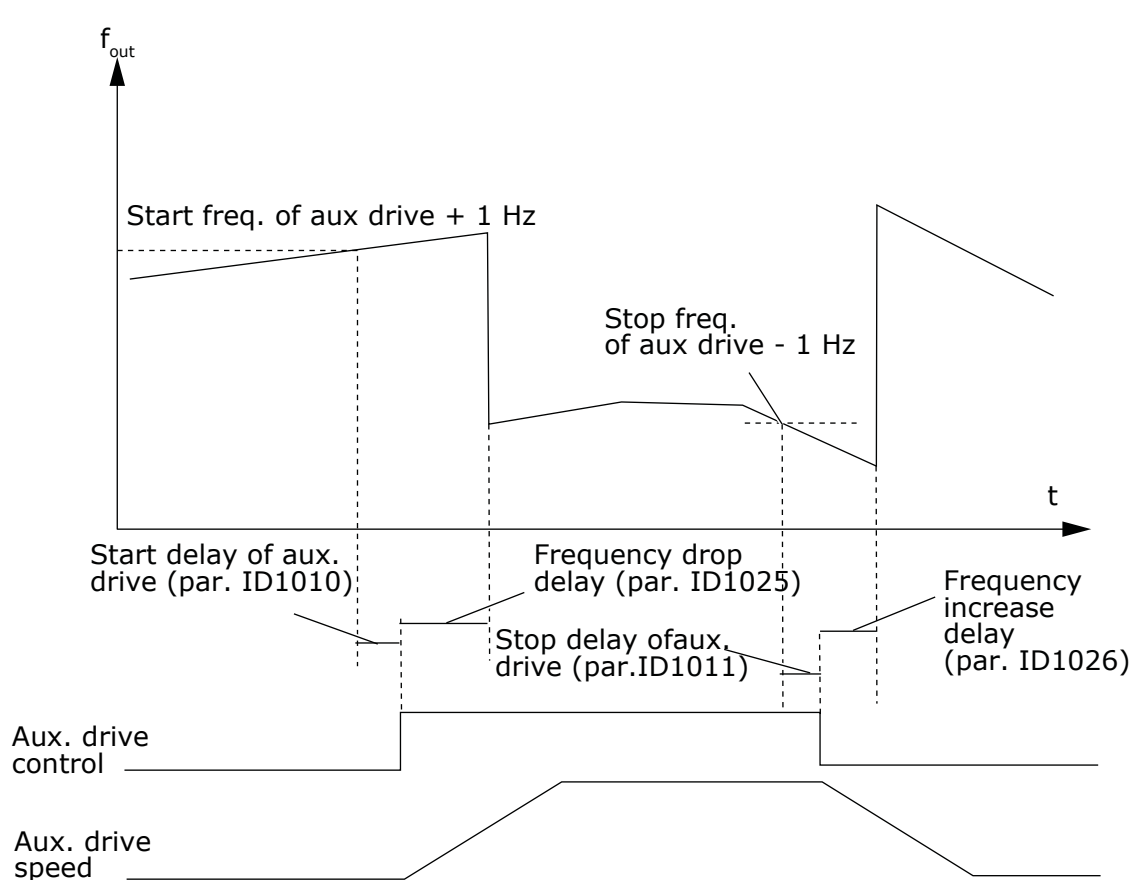 fout
Start freq. of aux drive + 1 Hz
Stop freq.
of aux drive - 1 Hz
t
Start delay of aux.
drive (par. ID1010)
Frequency drop
delay (par. ID1025)
Frequency
increase
delay
(par. ID1026)
Stop delay ofaux.
drive (par.ID1011)
Aux. drive
control
Aux. drive
speed